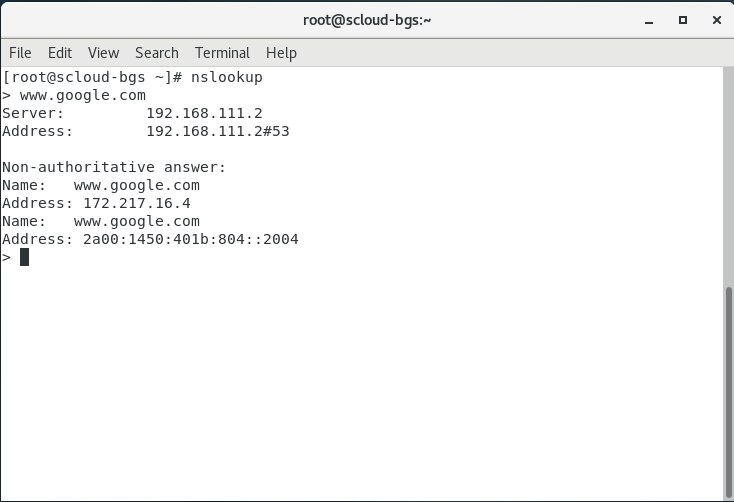 root@scloud-bgs:~
File Edit View Search Terminal Help
[root@scloud-bgs ~]# nslookup
> www.google.com
Server:         192.168.111.2
Address:        192.168.111.2#53

Non-authoritative answer:
Name:   www.google.com
Address: 172.217.16.4
Name:   www.google.com
Address: 2a00:1450:401b:804::2004
>